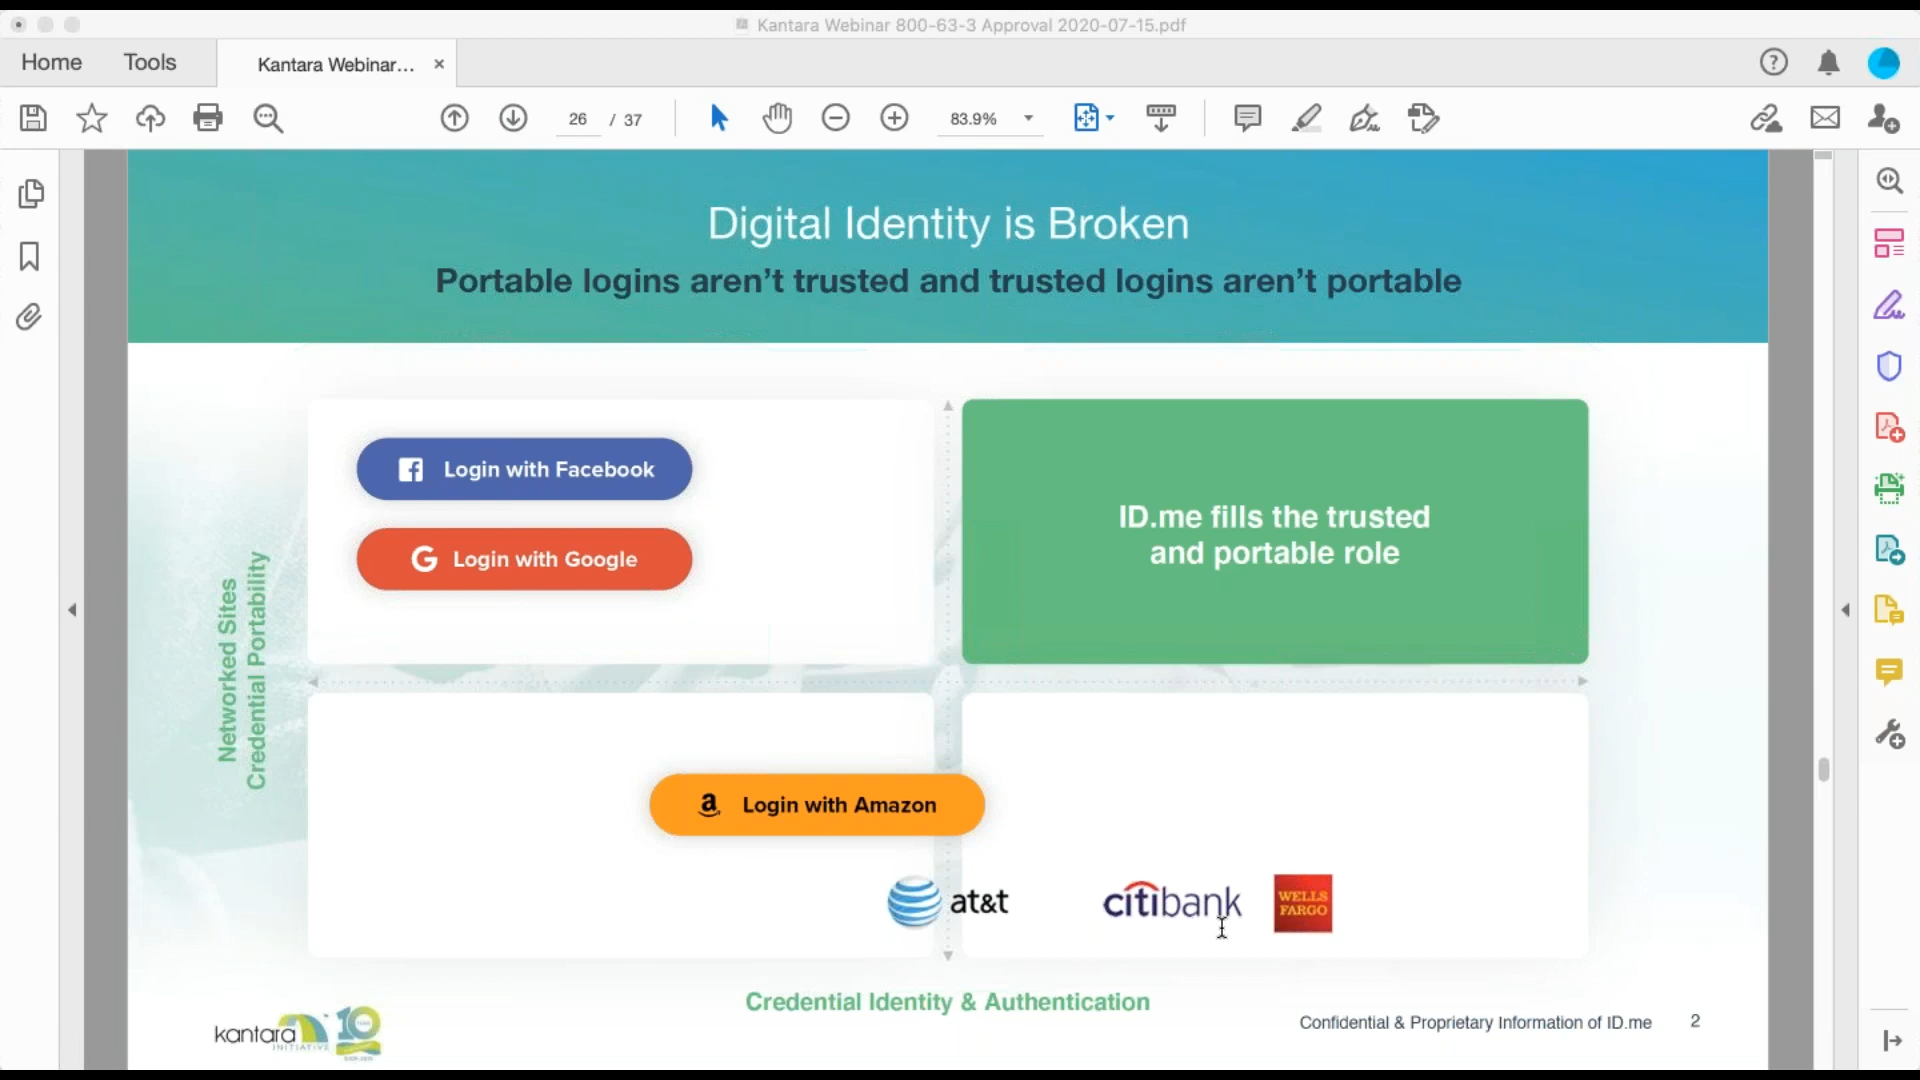 Kantara Webinar 800-63-3 Approval 2020-07-15.pdf
Home
Tools
Kantara Webinar...
26 / 37
83.9%
Digital Identity is Broken
Portable logins aren't trusted and trusted logins aren't portable
Login with Facebook
Login with Google
ID.me fills the trusted
and portable role
Networked Sites
Credential Portability
Login with Amazon
at&t
citibank
WELLS
FARGO
Credential Identity & Authentication
kantara
INITIATIVE
10
Confidential & Proprietary Information of ID.me
2